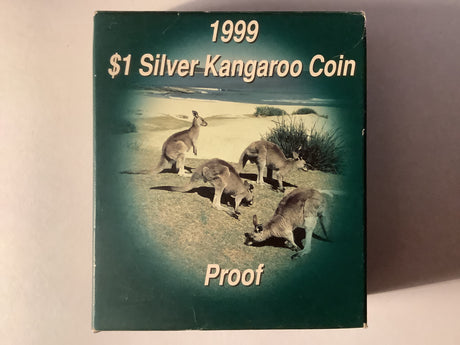 1999
$1 Silver Kangaroo Coin
Proof